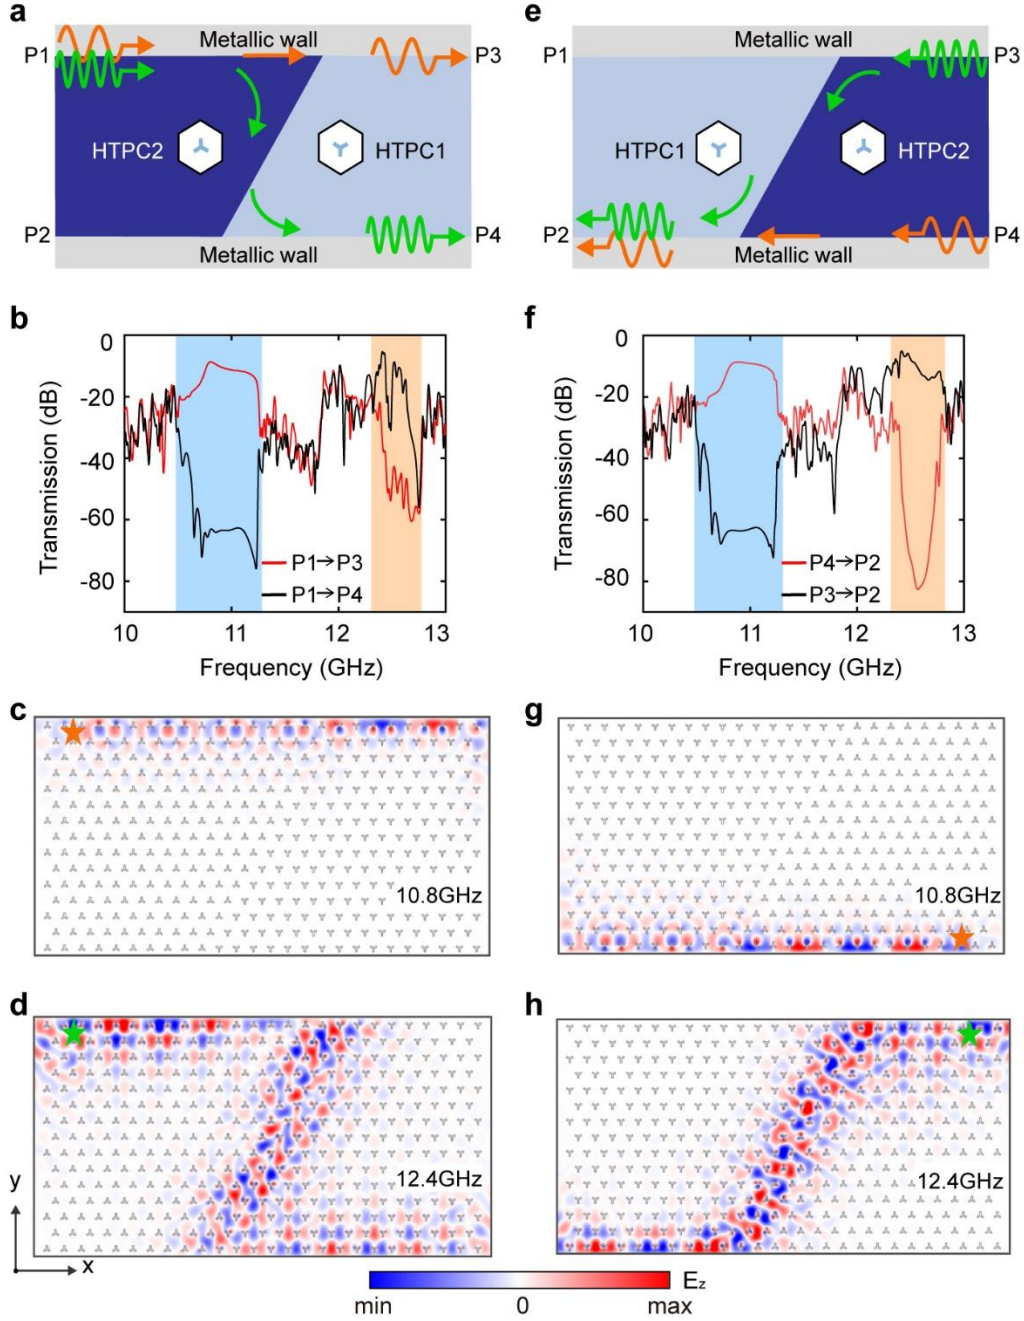 a
Metallic wall
P1
P3
HTPC2
HTPC1
P2
P4
Metallic wall
e
Metallic wall
P1
P3
HTPC1
HTPC2
P2
P4
Metallic wall
b
0
-20
-40
-60
-80
Transmission (dB)
P1→P3
P1→P4
10
11
12
13
Frequency (GHz)
f
0
-20
-40
-60
-80
Transmission (dB)
P4→P2
P3→P2
10
11
12
13
Frequency (GHz)
c
10.8GHz
g
10.8GHz
d
12.4GHz
h
12.4GHz
y
x
Ez
min
0
max